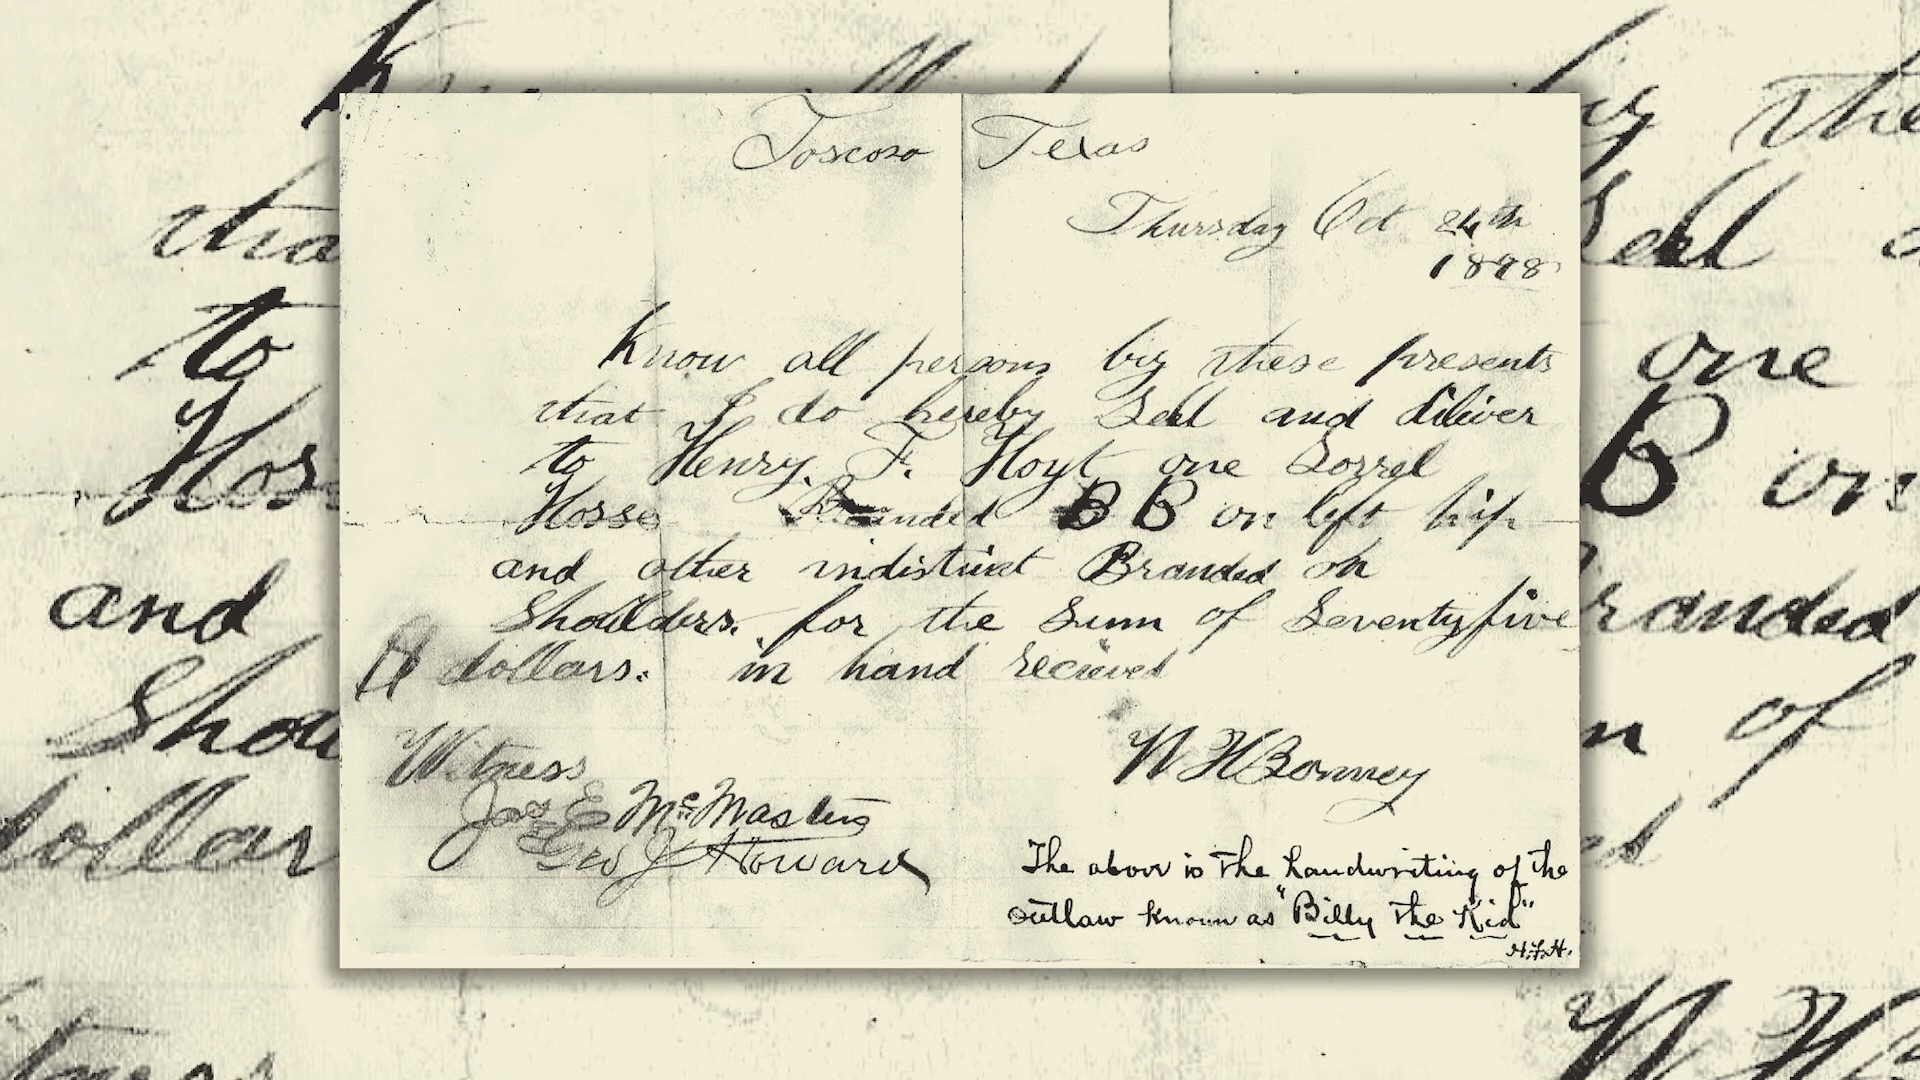 Toscoso Texas
Thursday Oct 24th
1878
Know all persons by these presents
that I do hereby Sell and diliver
to Henry. F. Hoyt one Sorrel
Horse Branded B B on left hip
and other indistinct Branded on
Shoulders. for the Sum of Seventyfive
dollars. in hand recieved
W H Bonney
Witness
Jas E McMasters
Geo J Howard
The above is the handwriting of the
outlaw known as "Billy the Kid"
H.F.H.